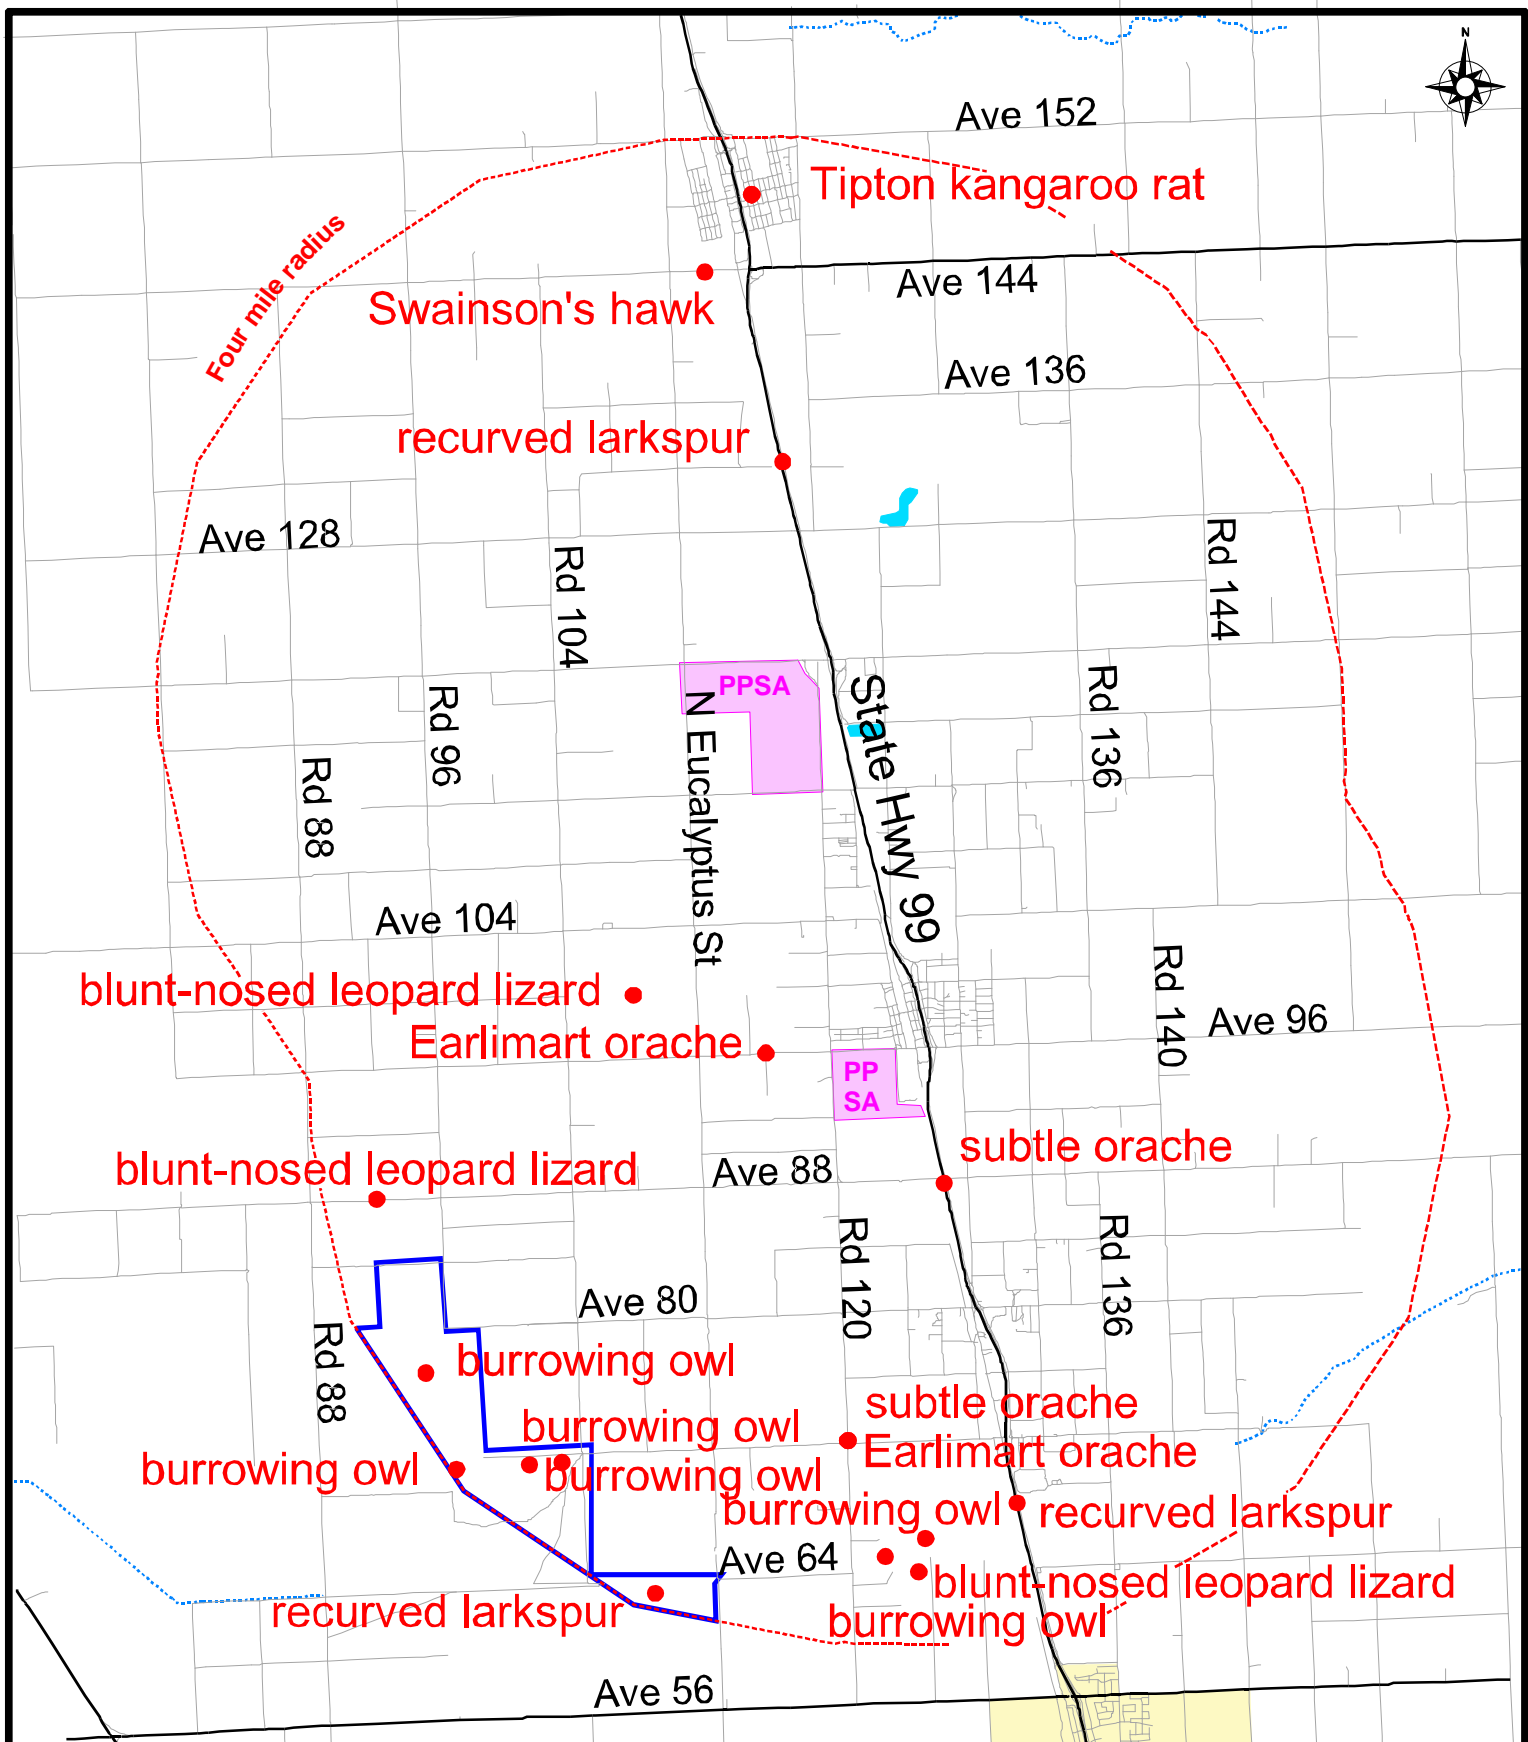 N
Ave 152
Tipton kangaroo rat
Four mile radius
Ave 144
Swainson's hawk
Ave 136
recurved larkspur
Ave 128
Rd 104
Rd 144
PPSA
State Hwy 99
Rd 136
Rd 96
N Eucalyptus St
Rd 88
Ave 104
blunt-nosed leopard lizard
Rd 140
Ave 96
Earlimart orache
PP
SA
subtle orache
blunt-nosed leopard lizard
Ave 88
Rd 120
Rd 136
Ave 80
Rd 88
burrowing owl
subtle orache
burrowing owl
Earlimart orache
burrowing owl
burrowing owl
burrowing owl
recurved larkspur
Ave 64
blunt-nosed leopard lizard
recurved larkspur
burrowing owl
Ave 56